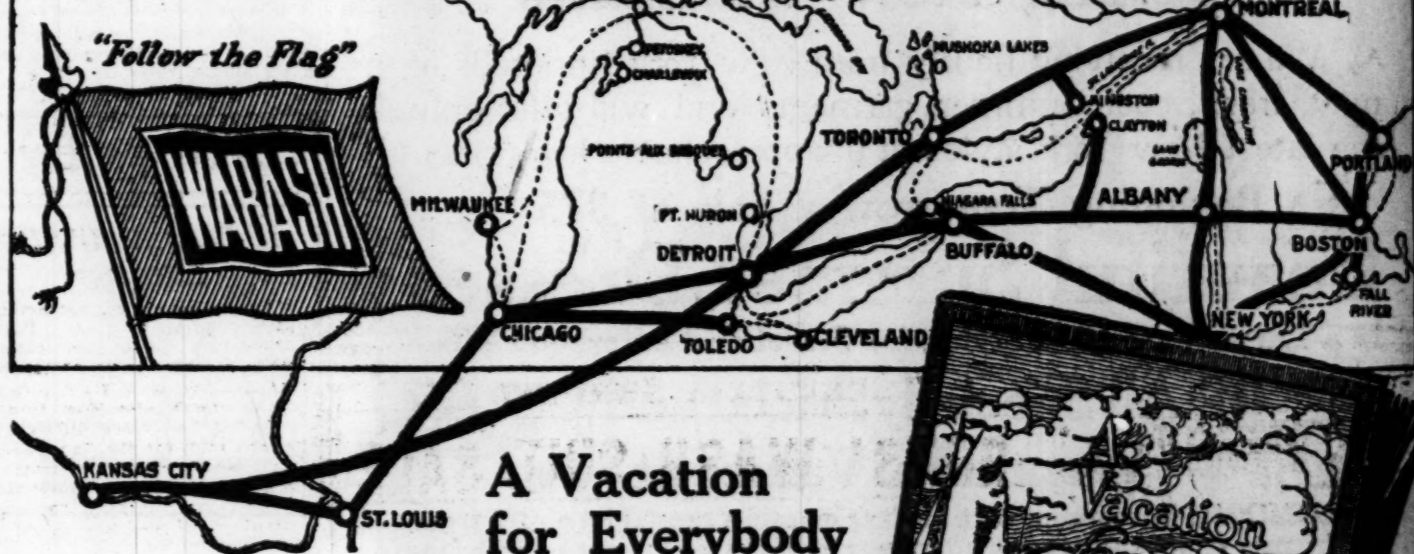 "Follow the Flag"
WABASH
MONTREAL
PETOSKEY
CHARLEVOIX
MUSKOKA LAKES
KINGSTON
CLAYTON
TORONTO
POINTE AUX BARQUES
LAKE GEORGE
PORTLAND
MILWAUKEE
PT. HURON
NIAGARA FALLS
ALBANY
DETROIT
BUFFALO
BOSTON
FALL
RIVER
CHICAGO
TOLEDO
CLEVELAND
NEW YORK
KANSAS CITY
ST. LOUIS
A Vacation
for Everybody
A
Vacation